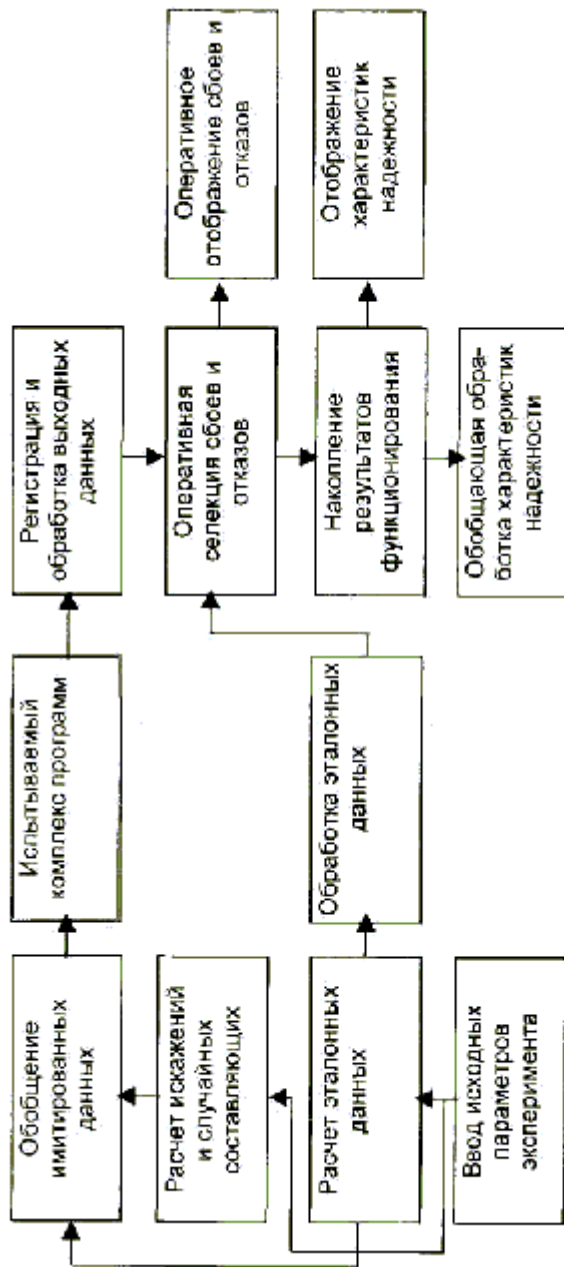 Обобщение
имитированных
данных
Испытываемый
комплекс программ
Регистрация и
обработка выходных
данных
Расчет искажений
и случайных
составляющих
Оперативная
селекция сбоев и
отказов
Оперативное
отображение сбоев и
отказов
Расчет эталонных
данных
Обработка эталонных
данных
Накопление
результатов
функционирования
Отображение
характеристик
надежности
Ввод исходных
параметров
эксперимента
Обобщающая обра-
ботка характеристик
надежности